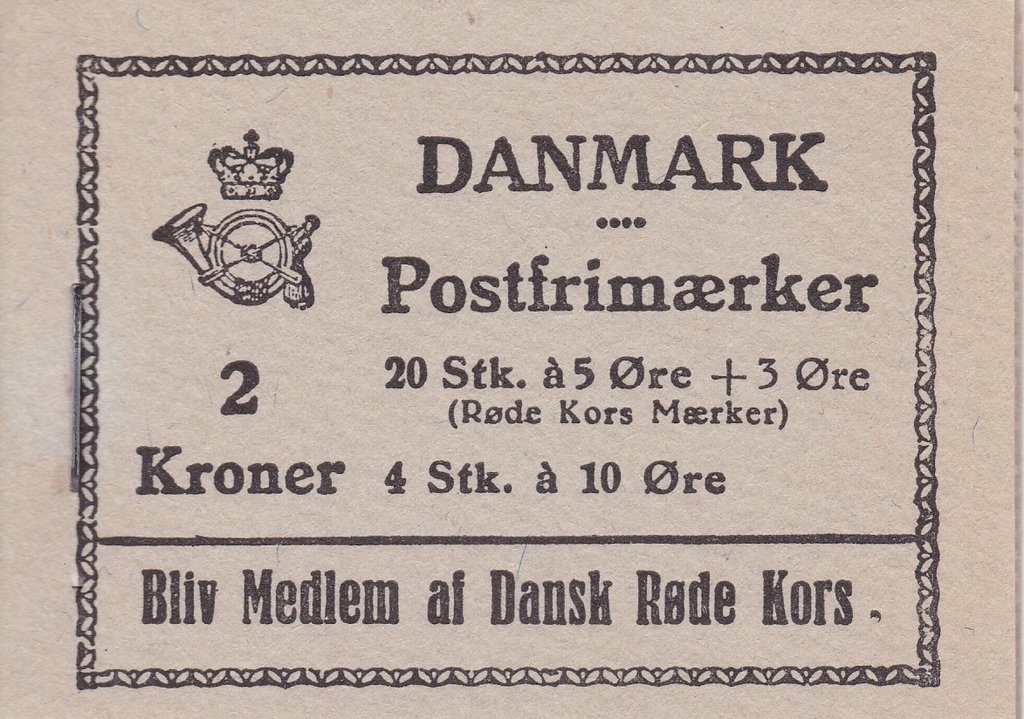 DANMARK
Postfrimærker
2
Kroner
20 Stk. à 5 Øre + 3 Øre
(Røde Kors Mærker)
4 Stk. à 10 Øre
Bliv Medlem af Dansk Røde Kors.